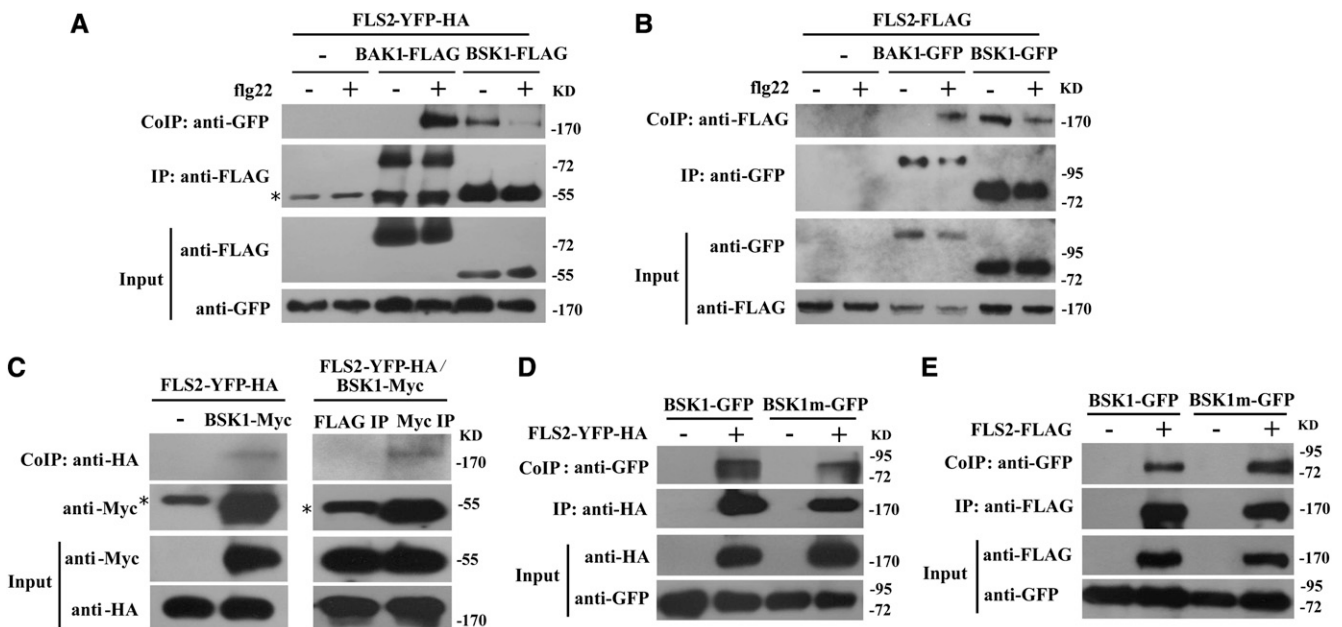 A
FLS2-YFP-HA
- BAK1-FLAG BSK1-FLAG
flg22 - + - + - + KD
CoIP: anti-GFP -170
IP: anti-FLAG -72
* -55
Input
anti-FLAG -72
-55
anti-GFP -170
B
FLS2-FLAG
- BAK1-GFP BSK1-GFP
flg22 - + - + - + KD
CoIP: anti-FLAG -170
IP: anti-GFP -95
-72
Input
anti-GFP -95
-72
anti-FLAG -170
C
FLS2-YFP-HA
- BSK1-Myc
FLS2-YFP-HA/
BSK1-Myc
FLAG IP Myc IP
KD
CoIP: anti-HA -170
anti-Myc * * -55
Input
anti-Myc -55
anti-HA -170
D
BSK1-GFP BSK1m-GFP
FLS2-YFP-HA - + - + KD
CoIP: anti-GFP -95
-72
IP: anti-HA -170
Input
anti-HA -170
anti-GFP -95
-72
E
BSK1-GFP BSK1m-GFP
FLS2-FLAG - + - + KD
CoIP: anti-GFP -95
-72
IP: anti-FLAG -170
Input
anti-FLAG -170
anti-GFP -95
-72